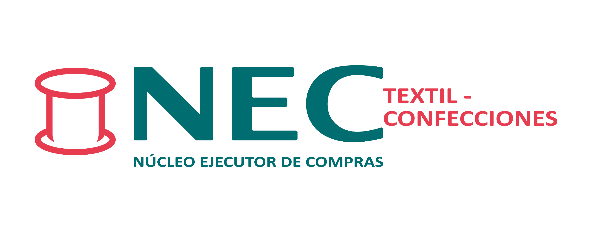 NEC
TEXTIL -
CONFECCIONES
NÚCLEO EJECUTOR DE COMPRAS